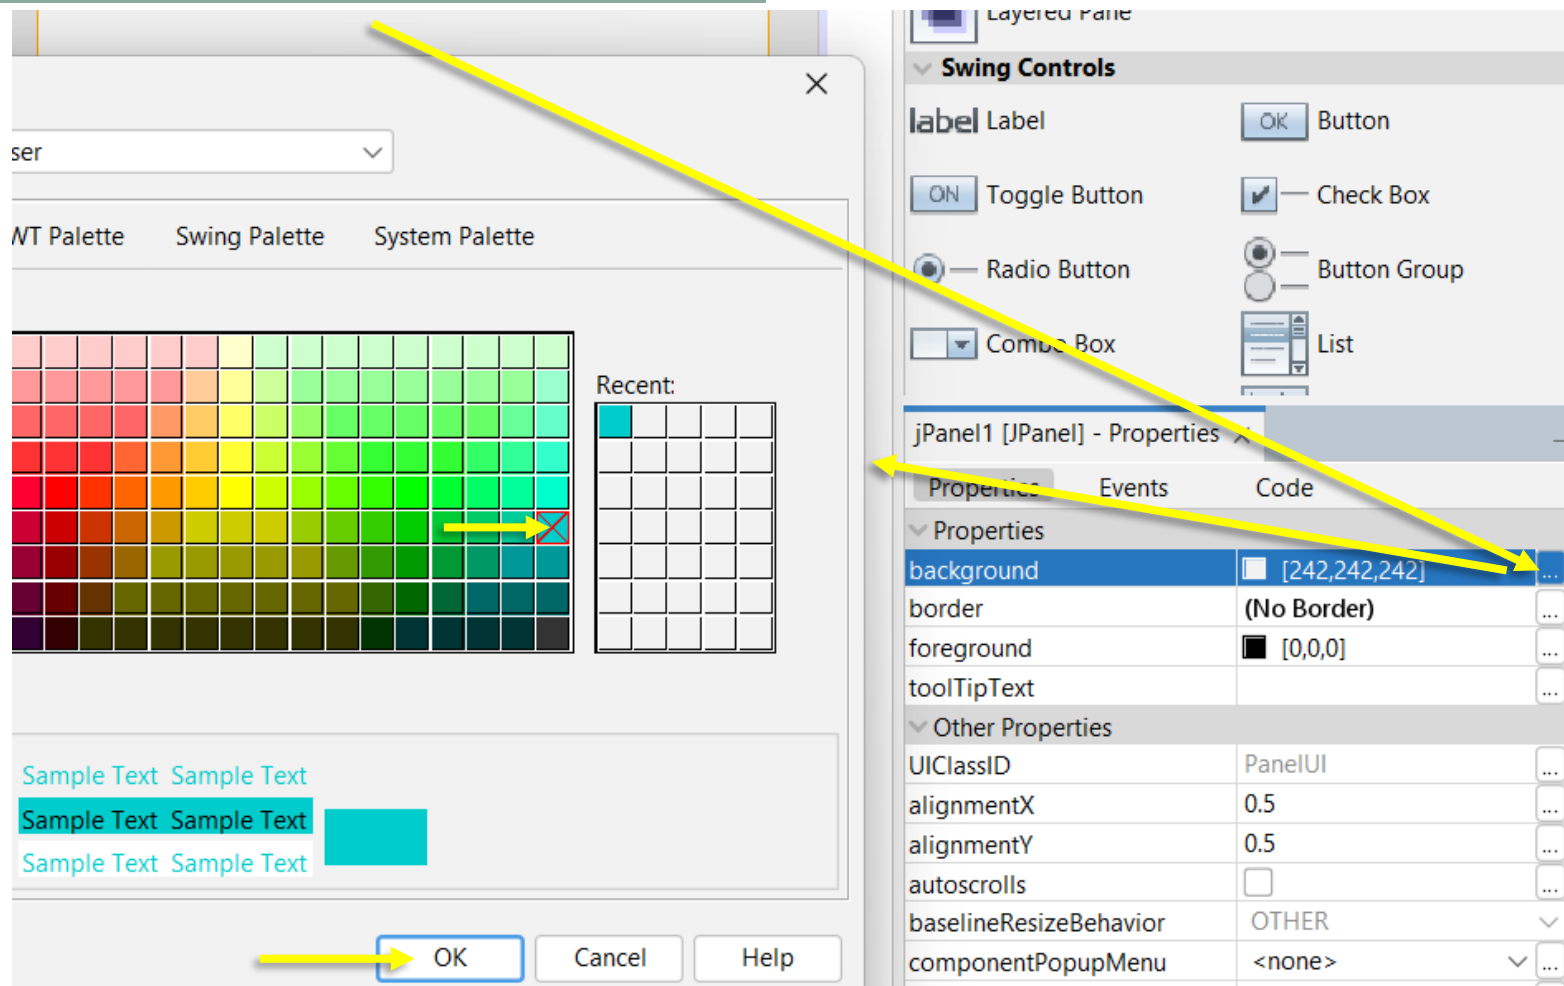 Layered Pane
Swing Controls
label Label
OK Button
ON Toggle Button
Check Box
Radio Button
Button Group
Combo Box
List
ser
WT Palette Swing Palette System Palette
Recent:
Sample Text Sample Text
Sample Text Sample Text
Sample Text Sample Text
OK Cancel Help
jPanel1 [JPanel] - Properties ×
Properties Events Code
Properties
background [242,242,242] ...
border (No Border) ...
foreground [0,0,0] ...
toolTipText ...
Other Properties
UIClassID PanelUI ...
alignmentX 0.5 ...
alignmentY 0.5 ...
autoscrolls ...
baselineResizeBehavior OTHER
componentPopupMenu <none> ...